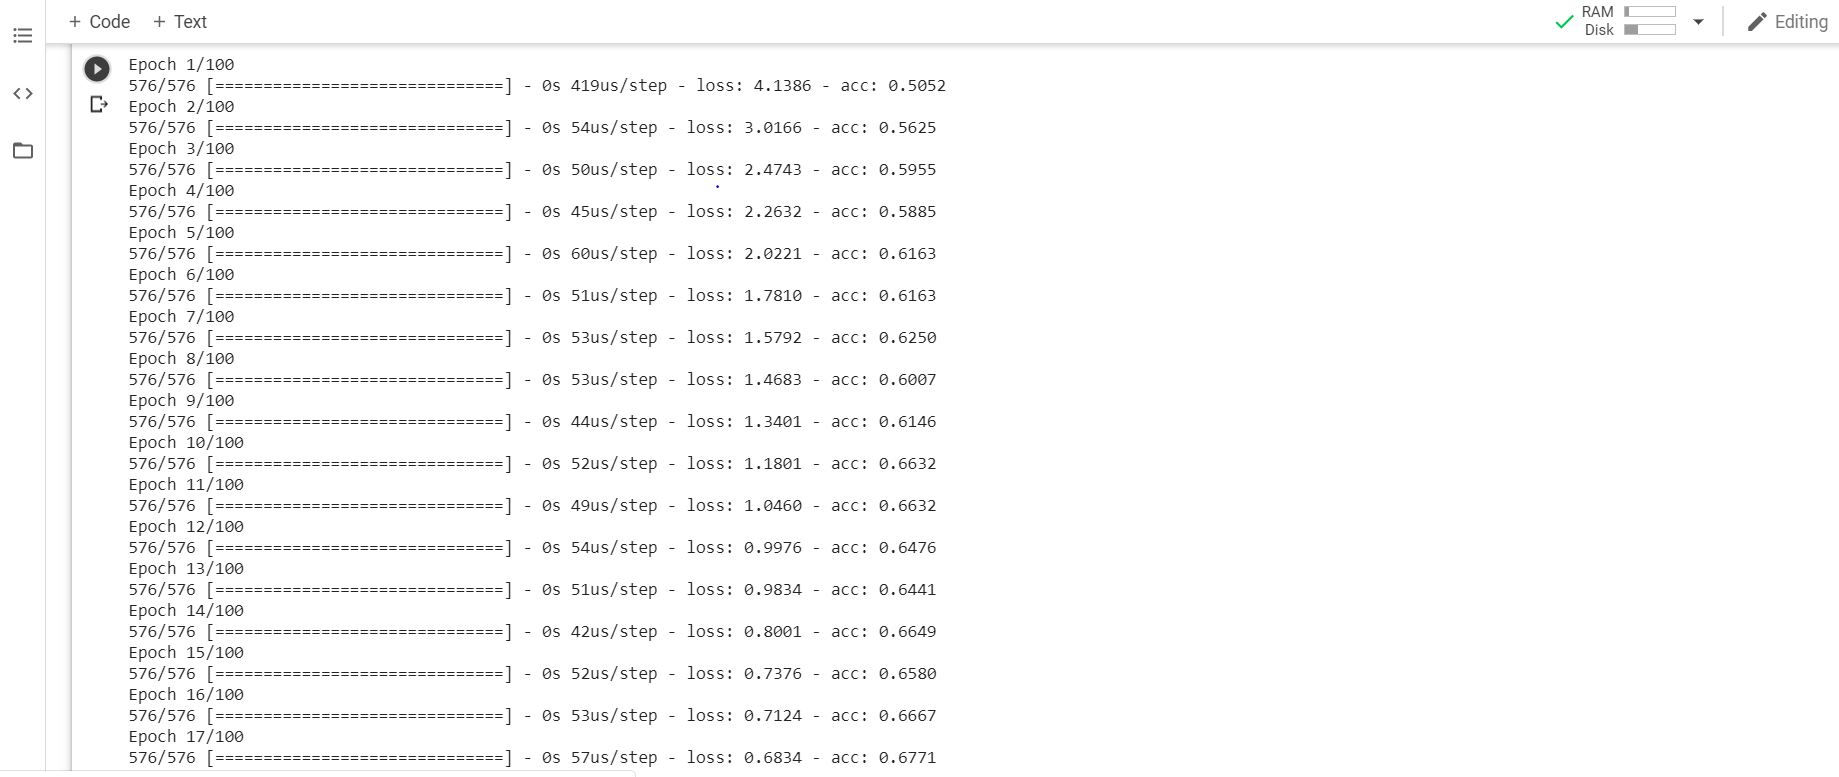 + Code + Text RAM Disk Editing
Epoch 1/100
576/576 [==============================] - 0s 419us/step - loss: 4.1386 - acc: 0.5052
Epoch 2/100
576/576 [==============================] - 0s 54us/step - loss: 3.0166 - acc: 0.5625
Epoch 3/100
576/576 [==============================] - 0s 50us/step - loss: 2.4743 - acc: 0.5955
Epoch 4/100
576/576 [==============================] - 0s 45us/step - loss: 2.2632 - acc: 0.5885
Epoch 5/100
576/576 [==============================] - 0s 60us/step - loss: 2.0221 - acc: 0.6163
Epoch 6/100
576/576 [==============================] - 0s 51us/step - loss: 1.7810 - acc: 0.6163
Epoch 7/100
576/576 [==============================] - 0s 53us/step - loss: 1.5792 - acc: 0.6250
Epoch 8/100
576/576 [==============================] - 0s 53us/step - loss: 1.4683 - acc: 0.6007
Epoch 9/100
576/576 [==============================] - 0s 44us/step - loss: 1.3401 - acc: 0.6146
Epoch 10/100
576/576 [==============================] - 0s 52us/step - loss: 1.1801 - acc: 0.6632
Epoch 11/100
576/576 [==============================] - 0s 49us/step - loss: 1.0460 - acc: 0.6632
Epoch 12/100
576/576 [==============================] - 0s 54us/step - loss: 0.9976 - acc: 0.6476
Epoch 13/100
576/576 [==============================] - 0s 51us/step - loss: 0.9834 - acc: 0.6441
Epoch 14/100
576/576 [==============================] - 0s 42us/step - loss: 0.8001 - acc: 0.6649
Epoch 15/100
576/576 [==============================] - 0s 52us/step - loss: 0.7376 - acc: 0.6580
Epoch 16/100
576/576 [==============================] - 0s 53us/step - loss: 0.7124 - acc: 0.6667
Epoch 17/100
576/576 [==============================] - 0s 57us/step - loss: 0.6834 - acc: 0.6771